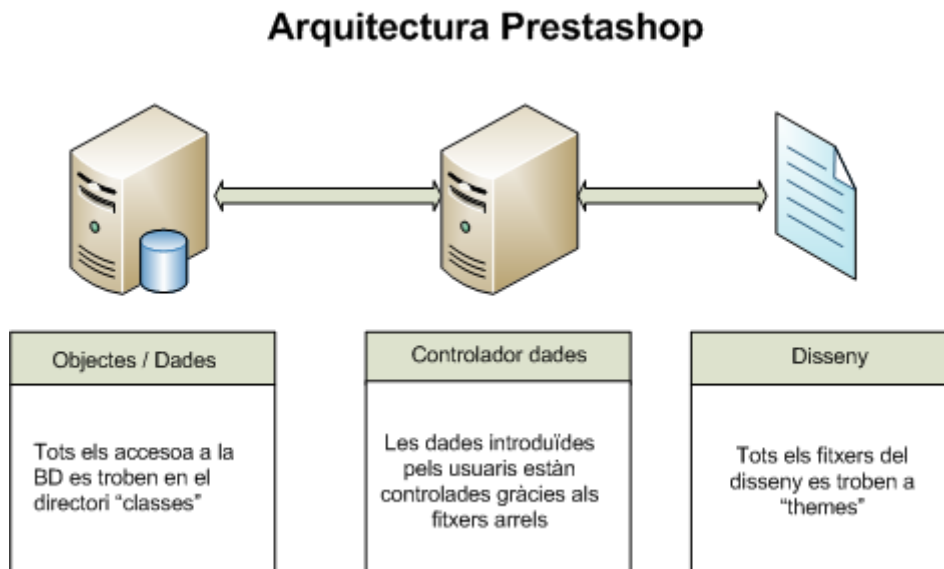 Arquitectura Prestashop
Objectes / Dades
Tots els accesoa a la
BD es troben en el
directori “classes”
Controlador dades
Les dades introduïdes
pels usuaris estàn
controlades gràcies als
fitxers arrels
Disseny
Tots els fitxers del
disseny es troben a
“themes”